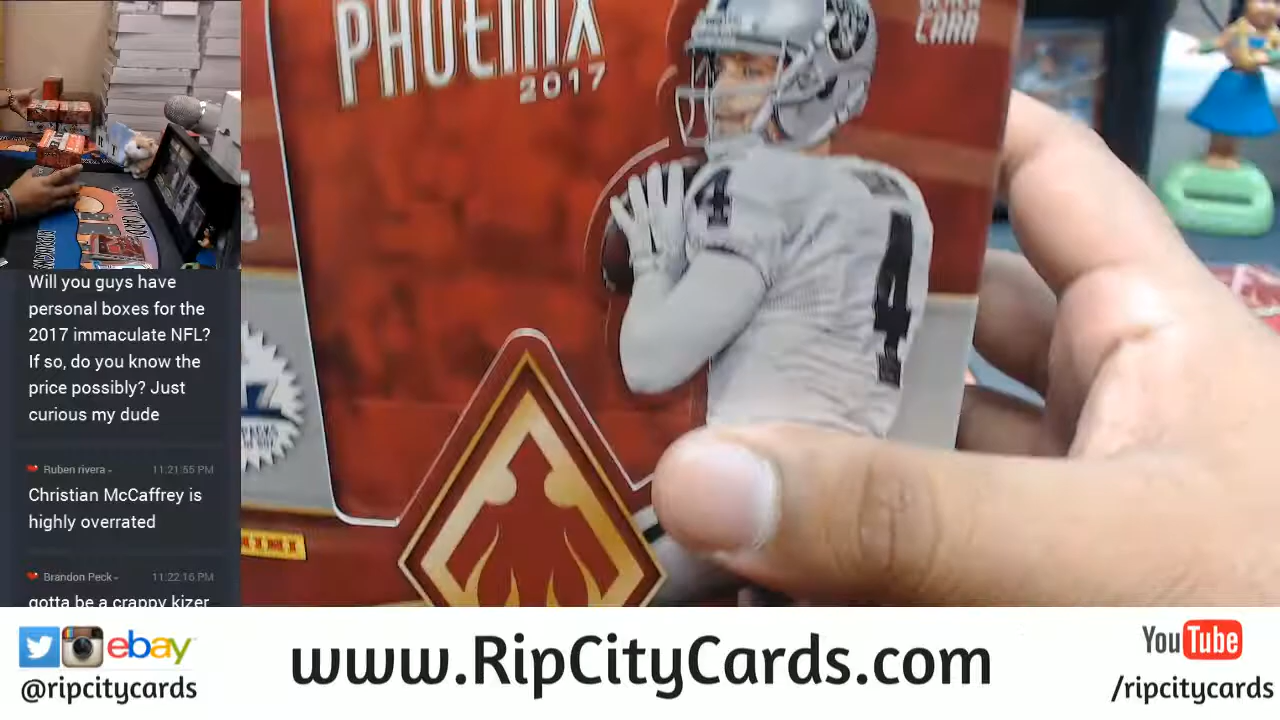 PHOENIX
2017
CARR
4
4
Will you guys have
personal boxes for the
2017 immaculate NFL?
If so, do you know the
price possibly? Just
curious my dude
Ruben rivera 11:21:55 PM
Christian McCaffrey is
highly overrated
Brandon Peck 11:22:16 PM
gotta be a crappy kizer
ebay
@ripcitycards
www.RipCityCards.com
YouTube
/ripcitycards